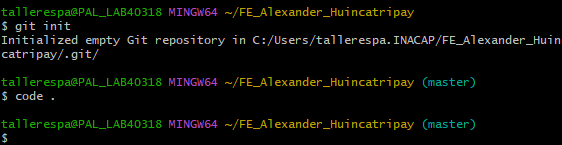 tallerespa@PAL_LAB40318 MINGW64 ~/FE_Alexander_Huincatripay
$ git init
Initialized empty Git repository in C:/Users/tallerespa.INACAP/FE_Alexander_Huin
catripay/.git/
tallerespa@PAL_LAB40318 MINGW64 ~/FE_Alexander_Huincatripay (master)
$ code .
tallerespa@PAL_LAB40318 MINGW64 ~/FE_Alexander_Huincatripay (master)
$